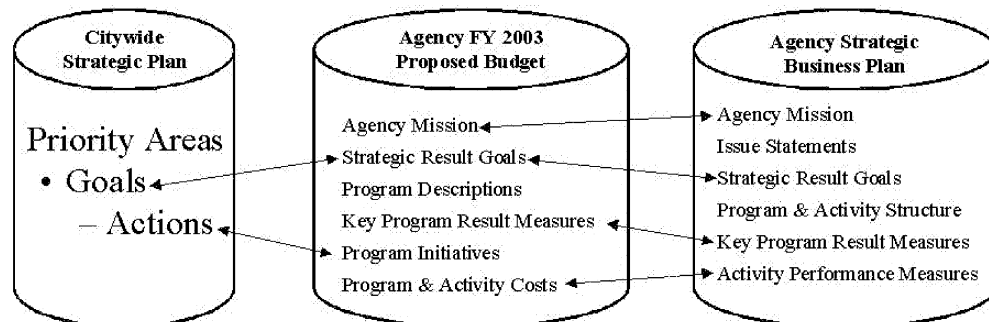 Citywide
Strategic Plan
Priority Areas
• Goals
– Actions
Agency FY 2003
Proposed Budget
Agency Mission
Strategic Result Goals
Program Descriptions
Key Program Result Measures
Program Initiatives
Program & Activity Costs
Agency Strategic
Business Plan
Agency Mission
Issue Statements
Strategic Result Goals
Program & Activity Structure
Key Program Result Measures
Activity Performance Measures